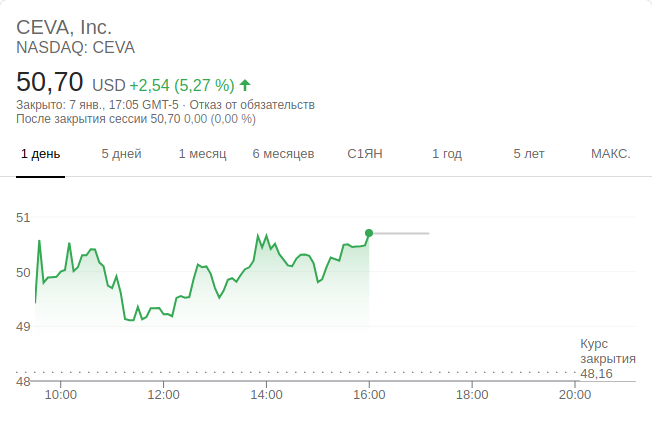 CEVA, Inc.
NASDAQ: CEVA
50,70 USD +2,54 (5,27 %)
Закрыто: 7 янв., 17:05 GMT-5 · Отказ от обязательств
После закрытия сессии 50,70 0,00 (0,00 %)
1 день 5 дней 1 месяц 6 месяцев С1ЯН 1 год 5 лет МАКС.
51
50
49
Курс
закрытия
48,16
48
10:00 12:00 14:00 16:00 18:00 20:00